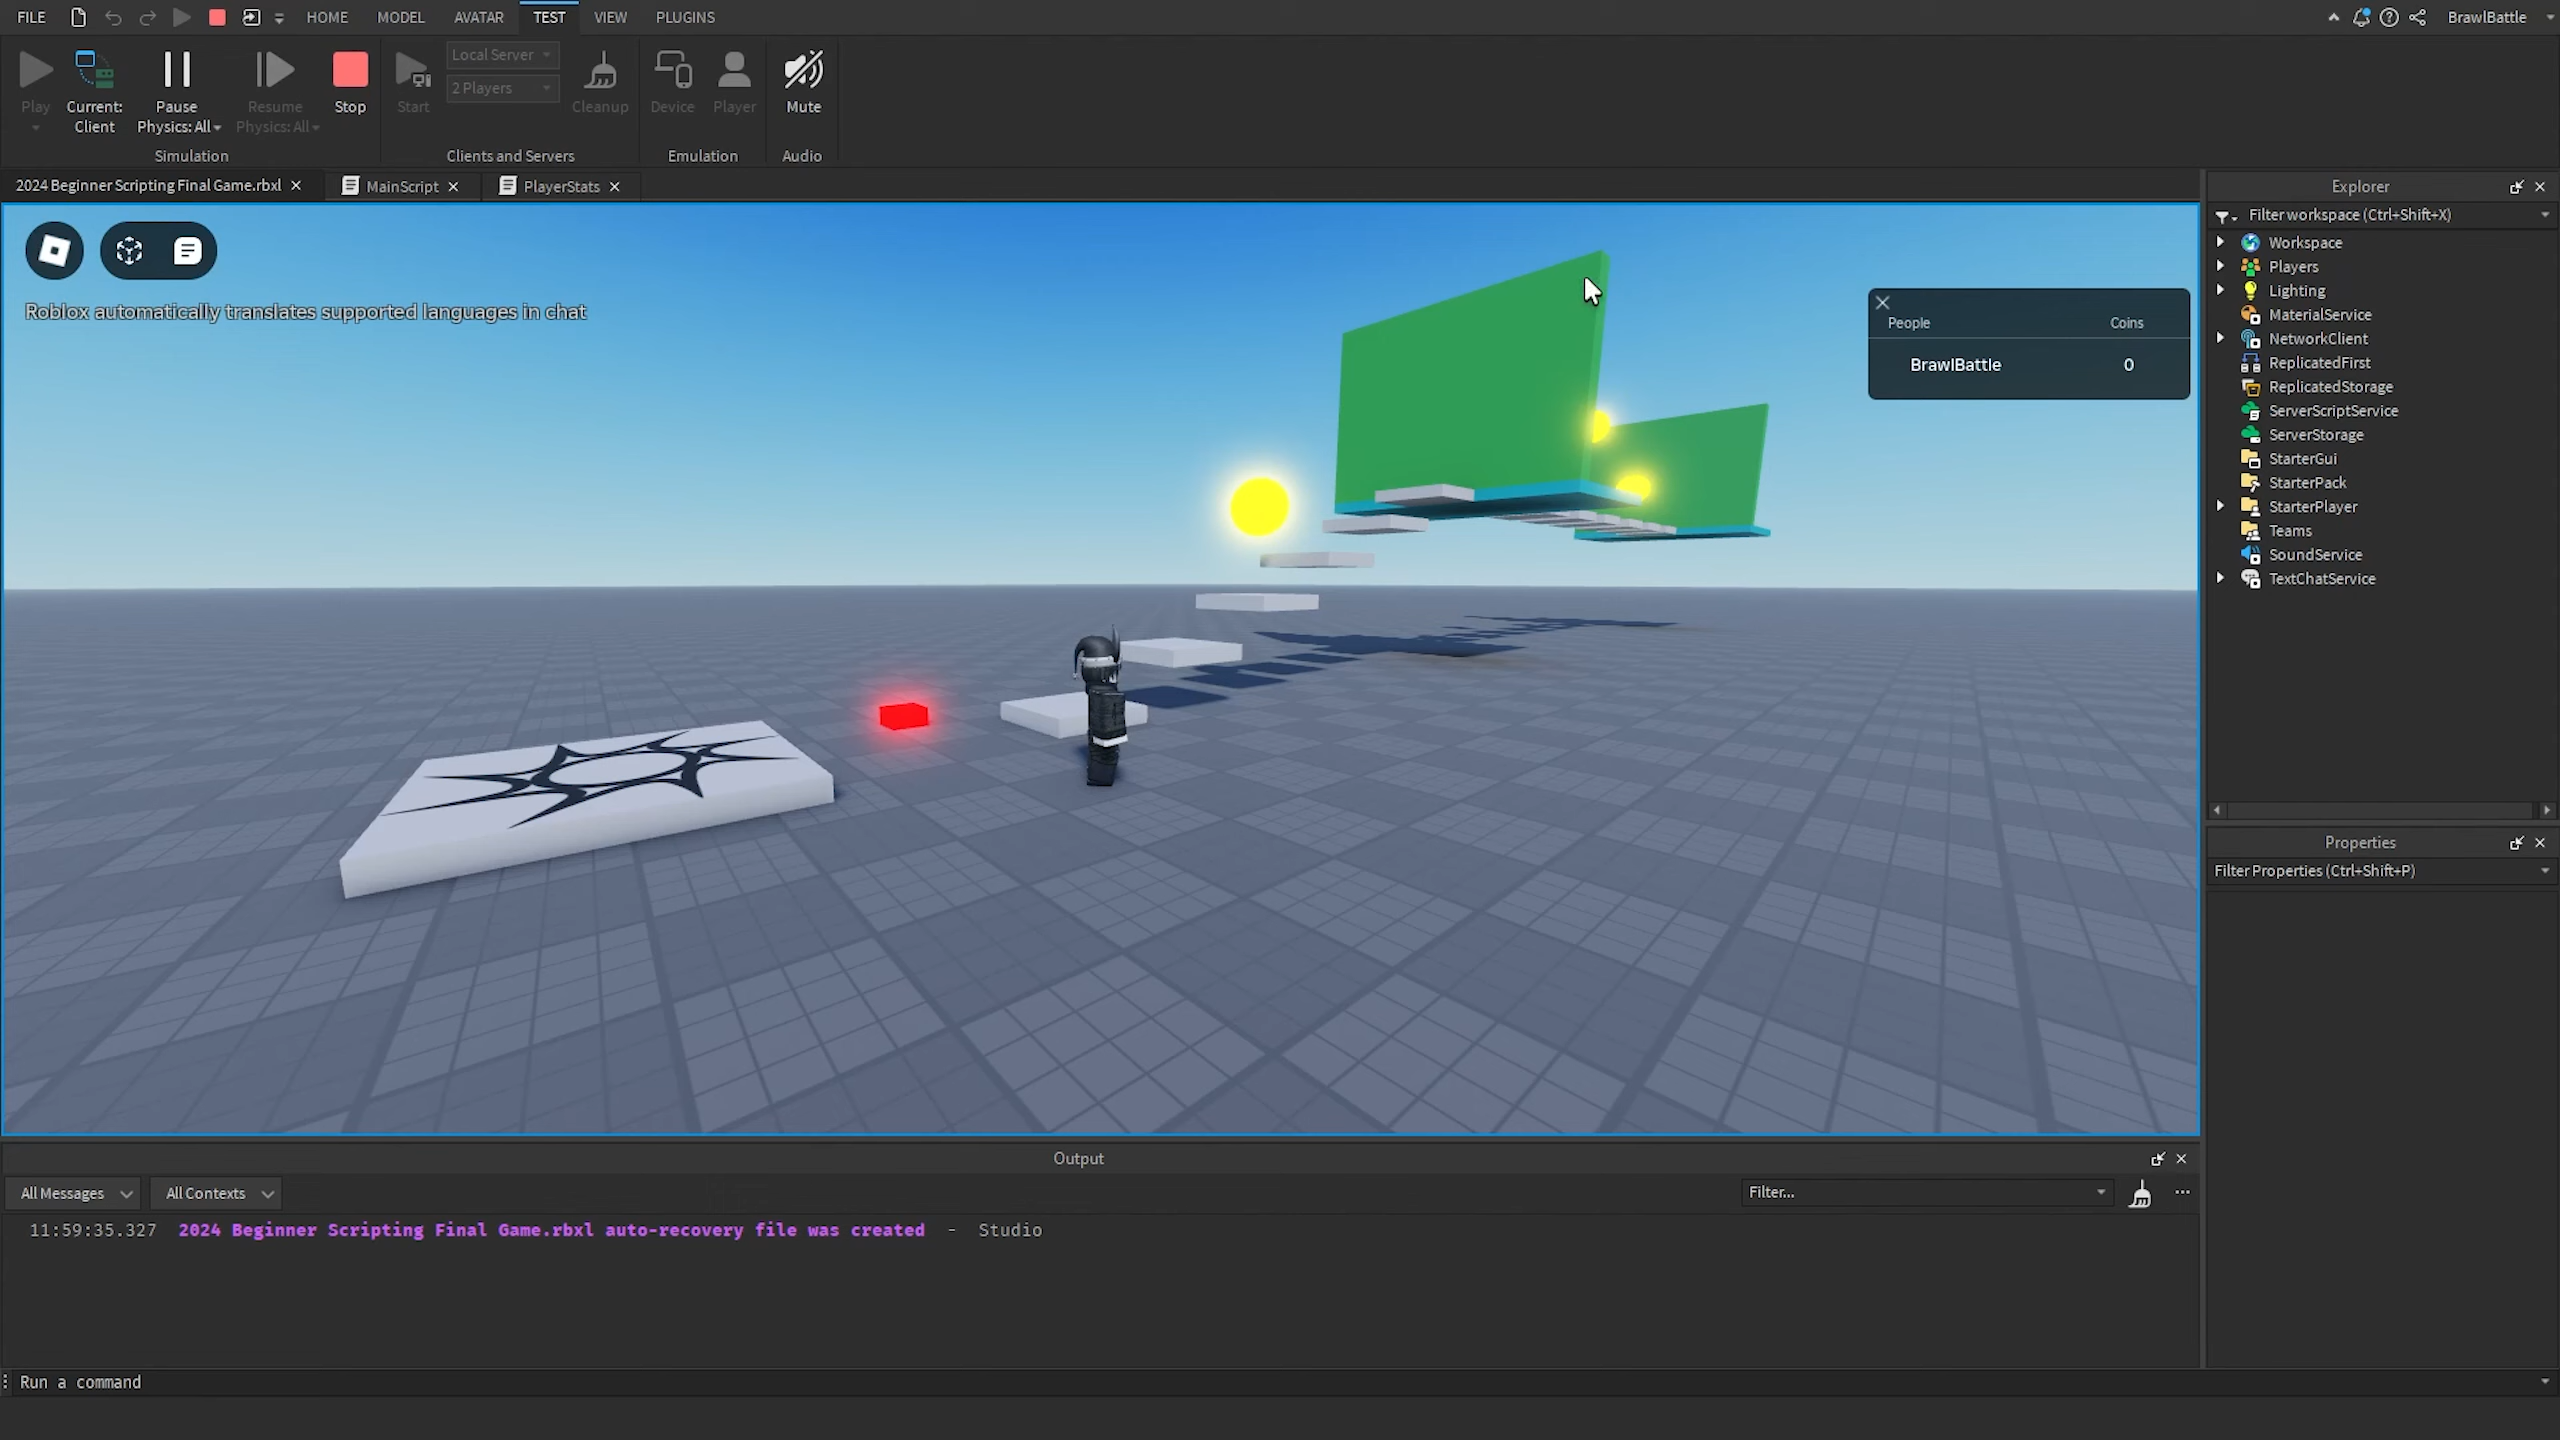 FILE HOME MODEL AVATAR TEST VIEW PLUGINS BrawlBattle
Play
Current: Client
Pause Physics: All
Resume Physics: All
Stop
Start
Local Server
2 Players
Cleanup
Device
Player
Mute
Simulation
Clients and Servers
Emulation
Audio
2024 Beginner Scripting Final Game.rbxl
MainScript
PlayerStats
Roblox automatically translates supported languages in chat
People Coins
BrawlBattle 0
Explorer
Filter workspace (Ctrl+Shift+X)
Workspace
Players
Lighting
MaterialService
NetworkClient
ReplicatedFirst
ReplicatedStorage
ServerScriptService
ServerStorage
StarterGui
StarterPack
StarterPlayer
Teams
SoundService
TextChatService
Properties
Filter Properties (Ctrl+Shift+P)
Output
All Messages All Contexts Filter...
11:59:35.327 2024 Beginner Scripting Final Game.rbxl auto-recovery file was created - Studio
Run a command